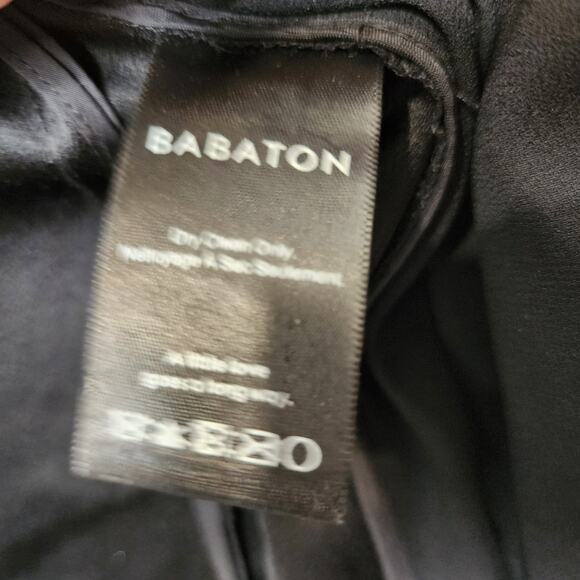 BABATON
Dry Clean Only.
Nettoyage À Sec Seulement.
A little love
goes a long way.